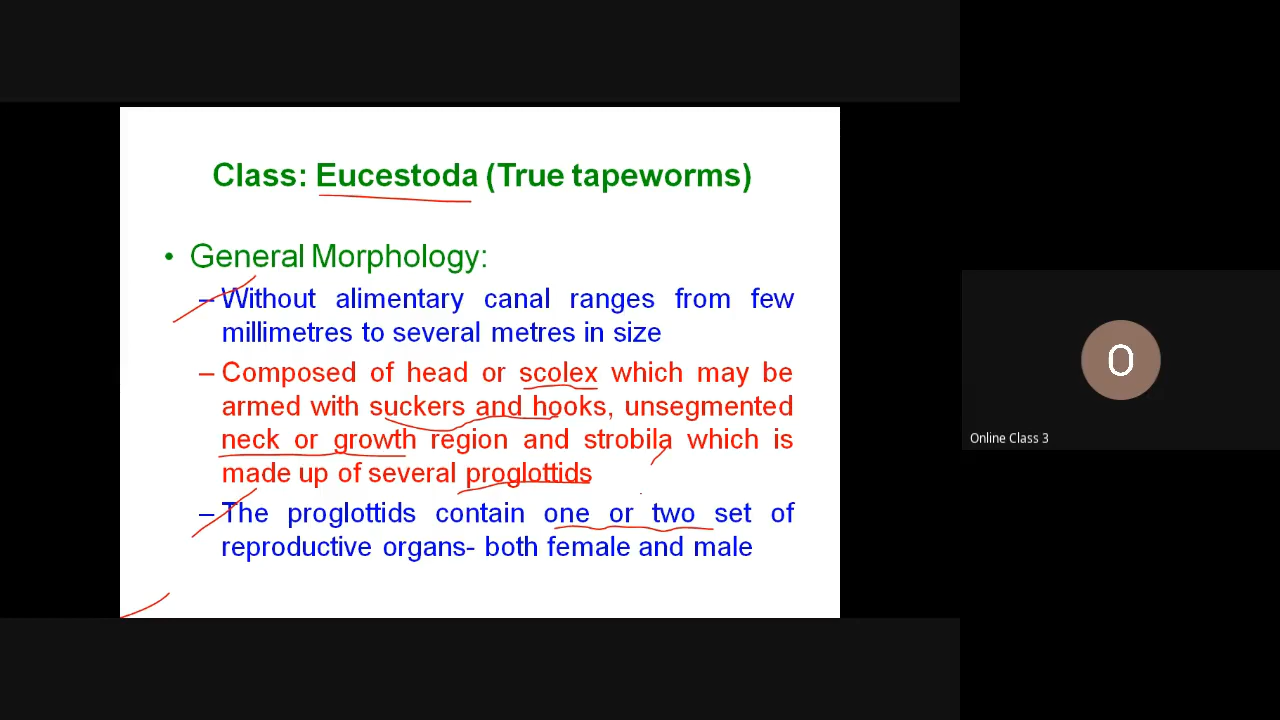 Class: Eucestoda (True tapeworms)
• General Morphology:
– Without alimentary canal ranges from few
millimetres to several metres in size
– Composed of head or scolex which may be
armed with suckers and hooks, unsegmented
neck or growth region and strobila which is
made up of several proglottids
– The proglottids contain one or two set of
reproductive organs- both female and male
O
Online Class 3